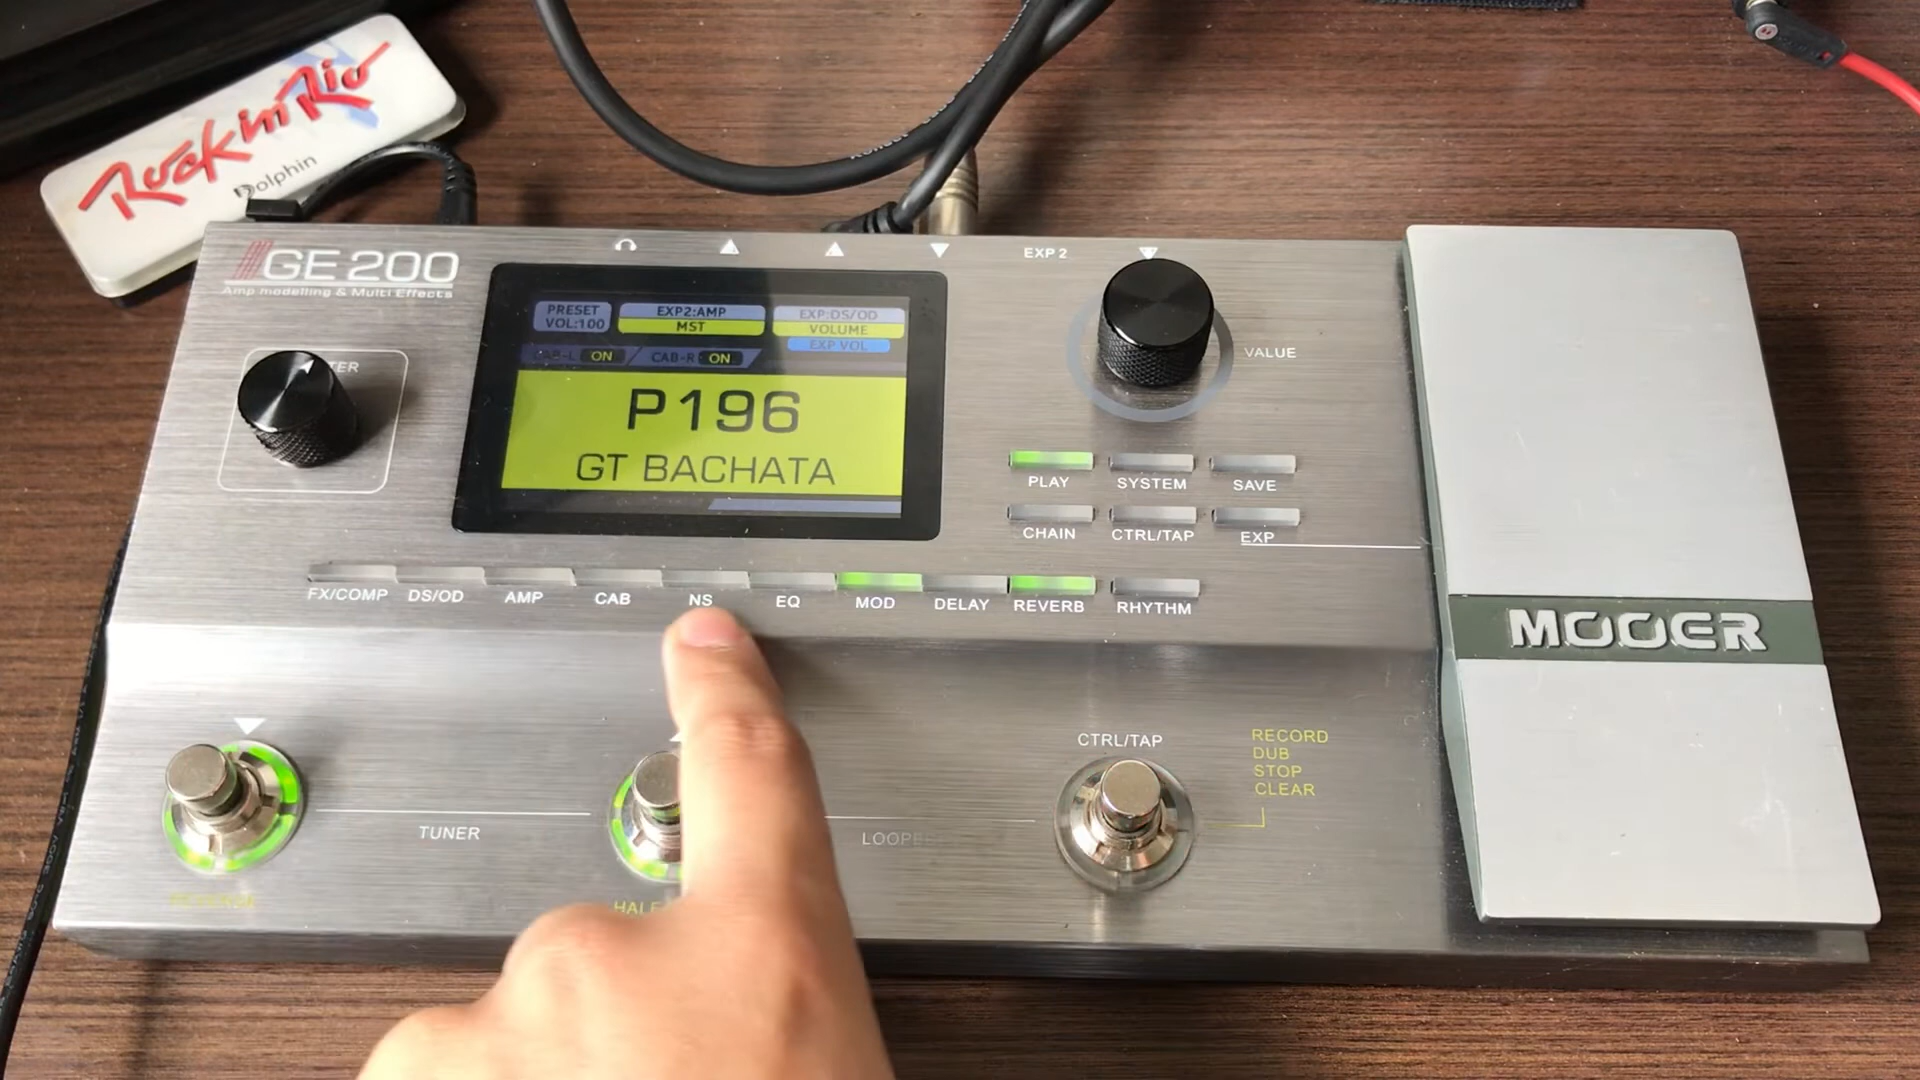 Rock in Rio
Dolphin
GE200
Amp modelling & Multi Effects
EXP 2
PRESET
VOL:100
EXP2:AMP
MST
EXP:DS/OD
VOLUME
EXP VOL
CAB-L ON
CAB-R ON
P196
GT BACHATA
VALUE
PLAY
SYSTEM
SAVE
CHAIN
CTRL/TAP
EXP
FX/COMP
DS/OD
AMP
CAB
NS
EQ
MOD
DELAY
REVERB
RHYTHM
MOOER
CTRL/TAP
RECORD
DUB
STOP
CLEAR
TUNER